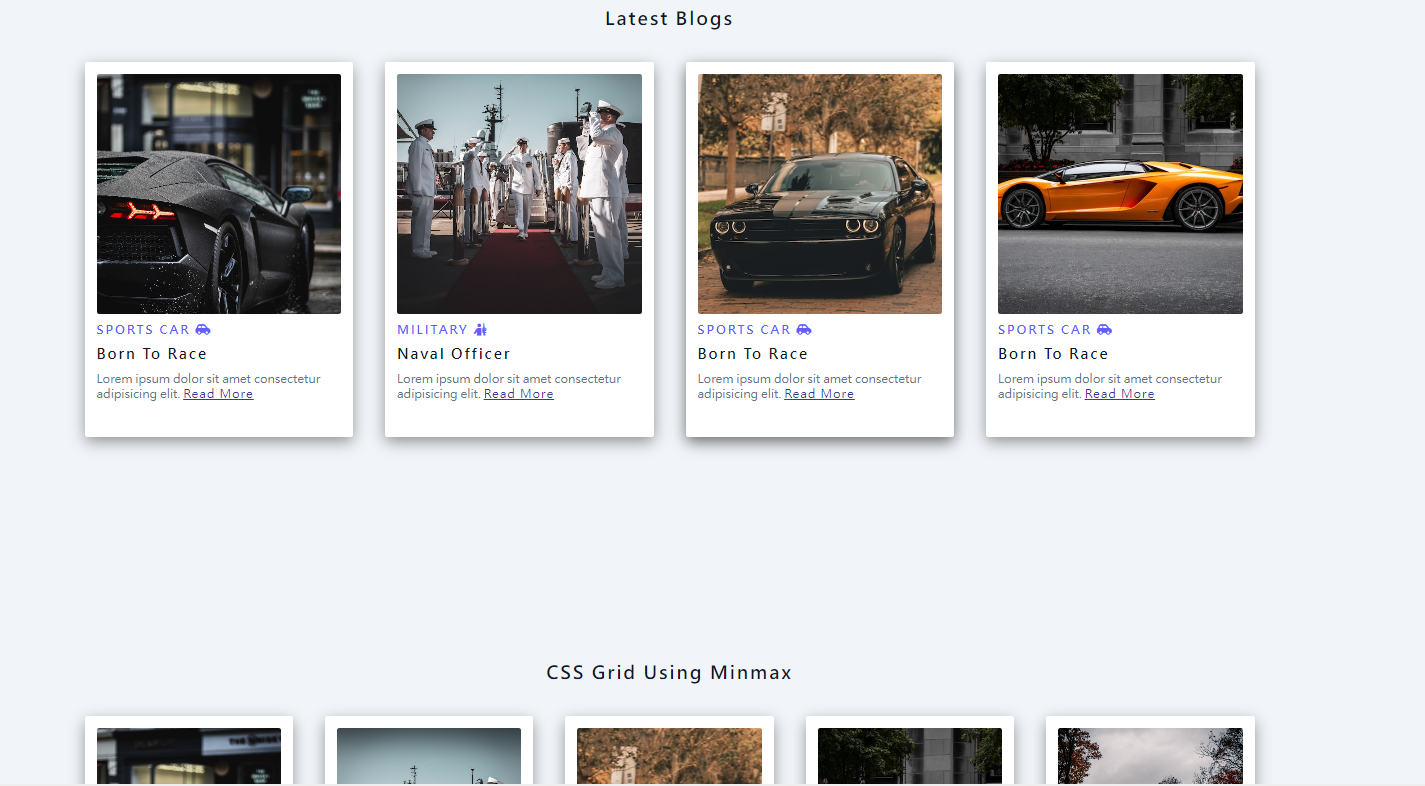 Latest Blogs
SPORTS CAR
Born To Race
Lorem ipsum dolor sit amet consectetur
adipisicing elit. Read More
MILITARY
Naval Officer
Lorem ipsum dolor sit amet consectetur
adipisicing elit. Read More
SPORTS CAR
Born To Race
Lorem ipsum dolor sit amet consectetur
adipisicing elit. Read More
SPORTS CAR
Born To Race
Lorem ipsum dolor sit amet consectetur
adipisicing elit. Read More
CSS Grid Using Minmax